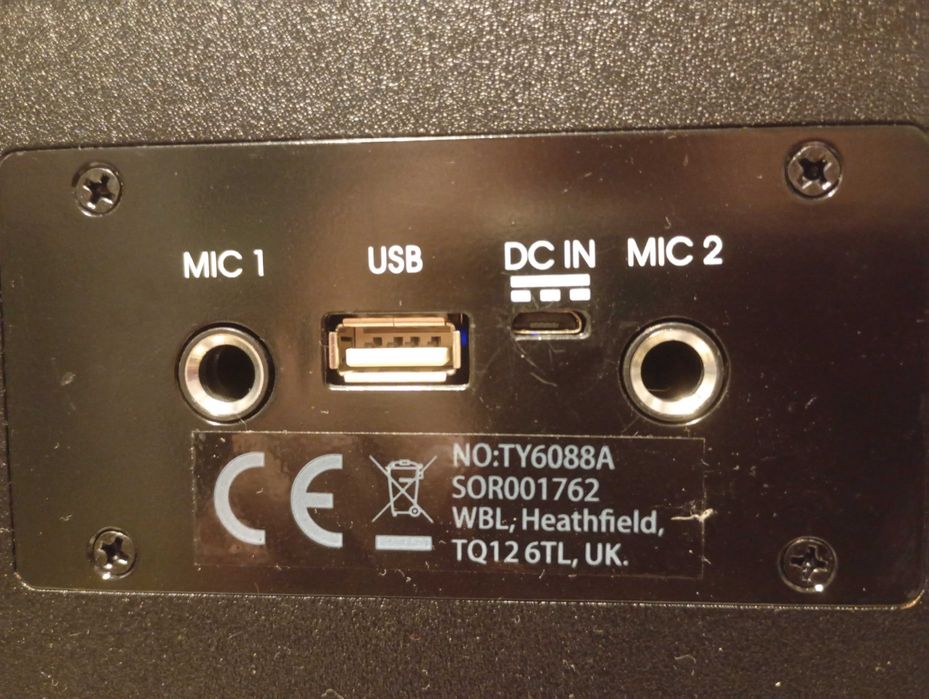 MIC 1
USB
DC IN
MIC 2
CE
NO:TY6088A
SOR001762
WBL, Heathfield,
TQ12 6TL, UK.